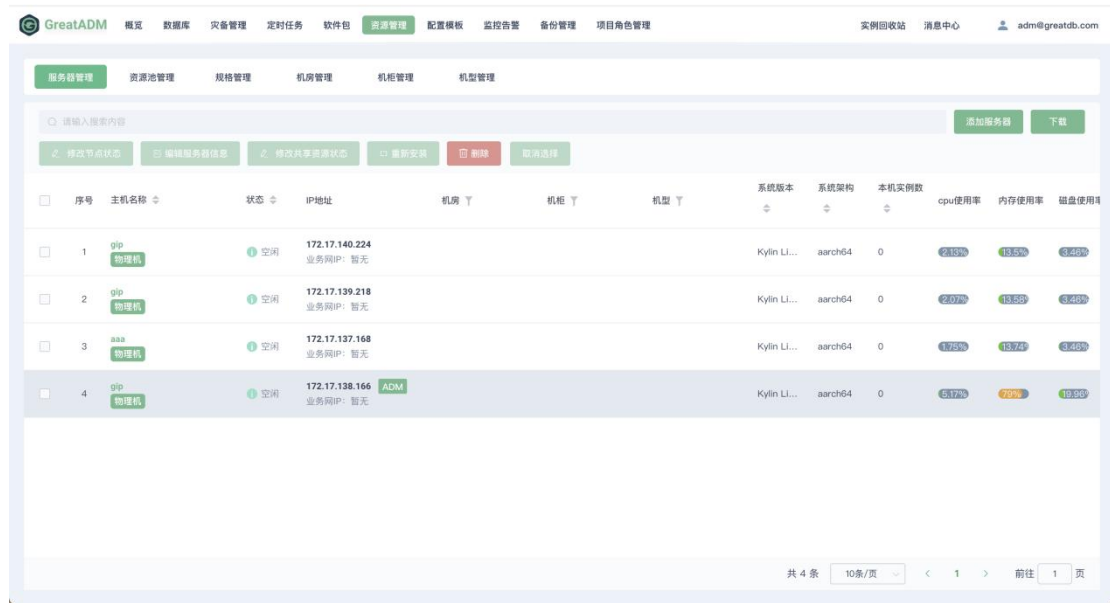 GreatADM 概览 数据库 灾备管理 定时任务 软件包 资源管理 配置模板 监控告警 备份管理 项目角色管理 实例回收站 消息中心 adm@greatdb.com
服务器管理 资源池管理 规格管理 机房管理 机柜管理 机型管理
请输入搜索内容 添加服务器 下载
修改节点状态 编辑服务器信息 修改共享资源状态 重新安装 删除 取消选择
序号 主机名称 状态 IP地址 机房 机柜 机型 系统版本 系统架构 本机实例数 cpu使用率 内存使用率 磁盘使用率
1 gip 物理机 空闲 172.17.140.224 Kylin Li... aarch64 0 2.13% 13.5% 3.46%
业务网IP: 暂无
2 gip 物理机 空闲 172.17.139.218 Kylin Li... aarch64 0 2.07% 13.58% 3.46%
业务网IP: 暂无
3 aaa 物理机 空闲 172.17.137.168 Kylin Li... aarch64 0 1.75% 13.74% 3.46%
业务网IP: 暂无
4 gip 物理机 空闲 172.17.138.166 ADM Kylin Li... aarch64 0 5.17% 79% 19.96%
业务网IP: 暂无
共 4 条 10条/页 < 1 > 前往 1 页